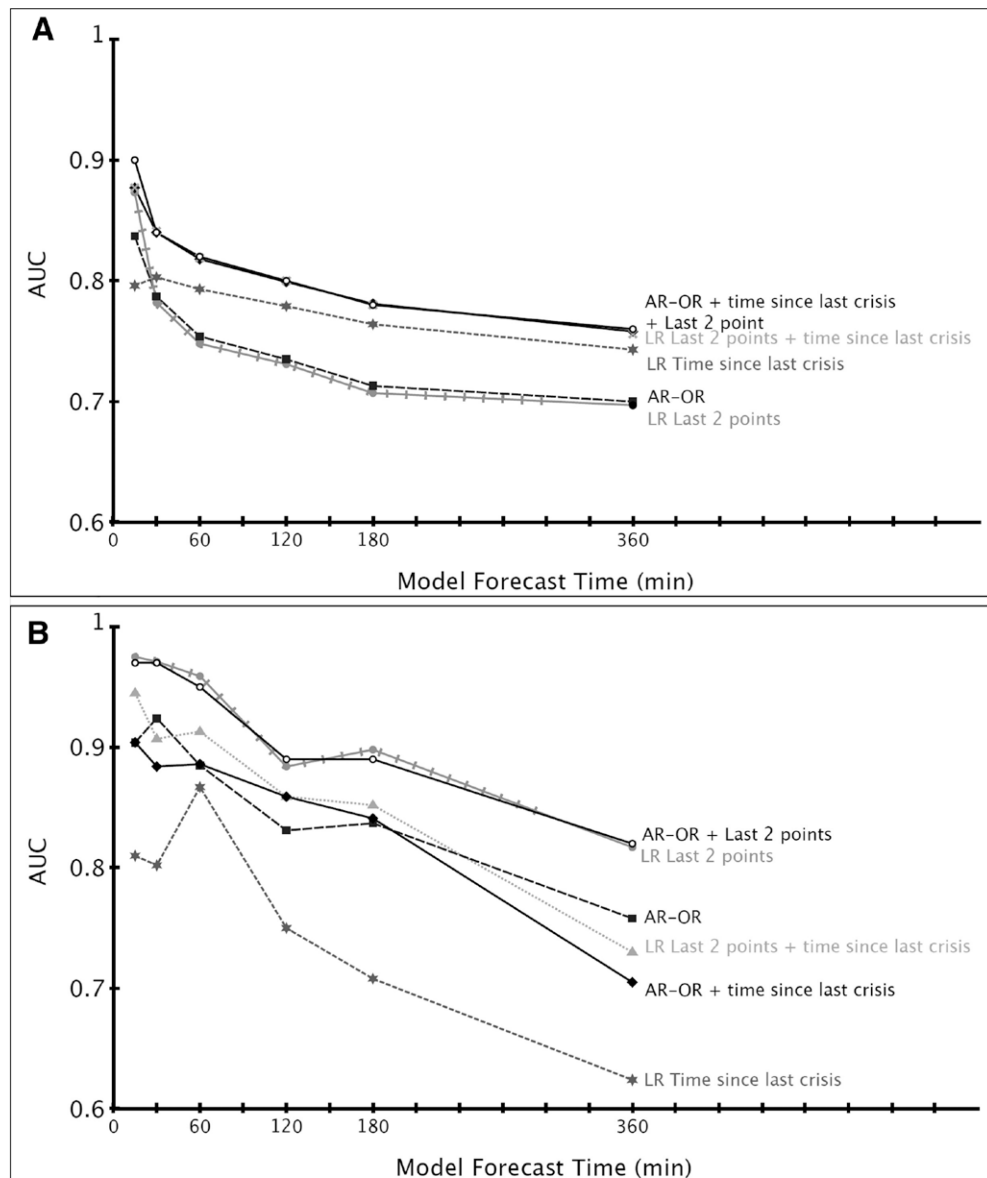 A
1
0.9
0.8
0.7
0.6
AUC
AR-OR + time since last crisis
+ Last 2 point
LR Last 2 points + time since last crisis
LR Time since last crisis
AR-OR
LR Last 2 points
0 60 120 180 360
Model Forecast Time (min)
B
1
0.9
0.8
0.7
0.6
AUC
AR-OR + Last 2 points
LR Last 2 points
AR-OR
LR Last 2 points + time since last crisis
AR-OR + time since last crisis
LR Time since last crisis
0 60 120 180 360
Model Forecast Time (min)